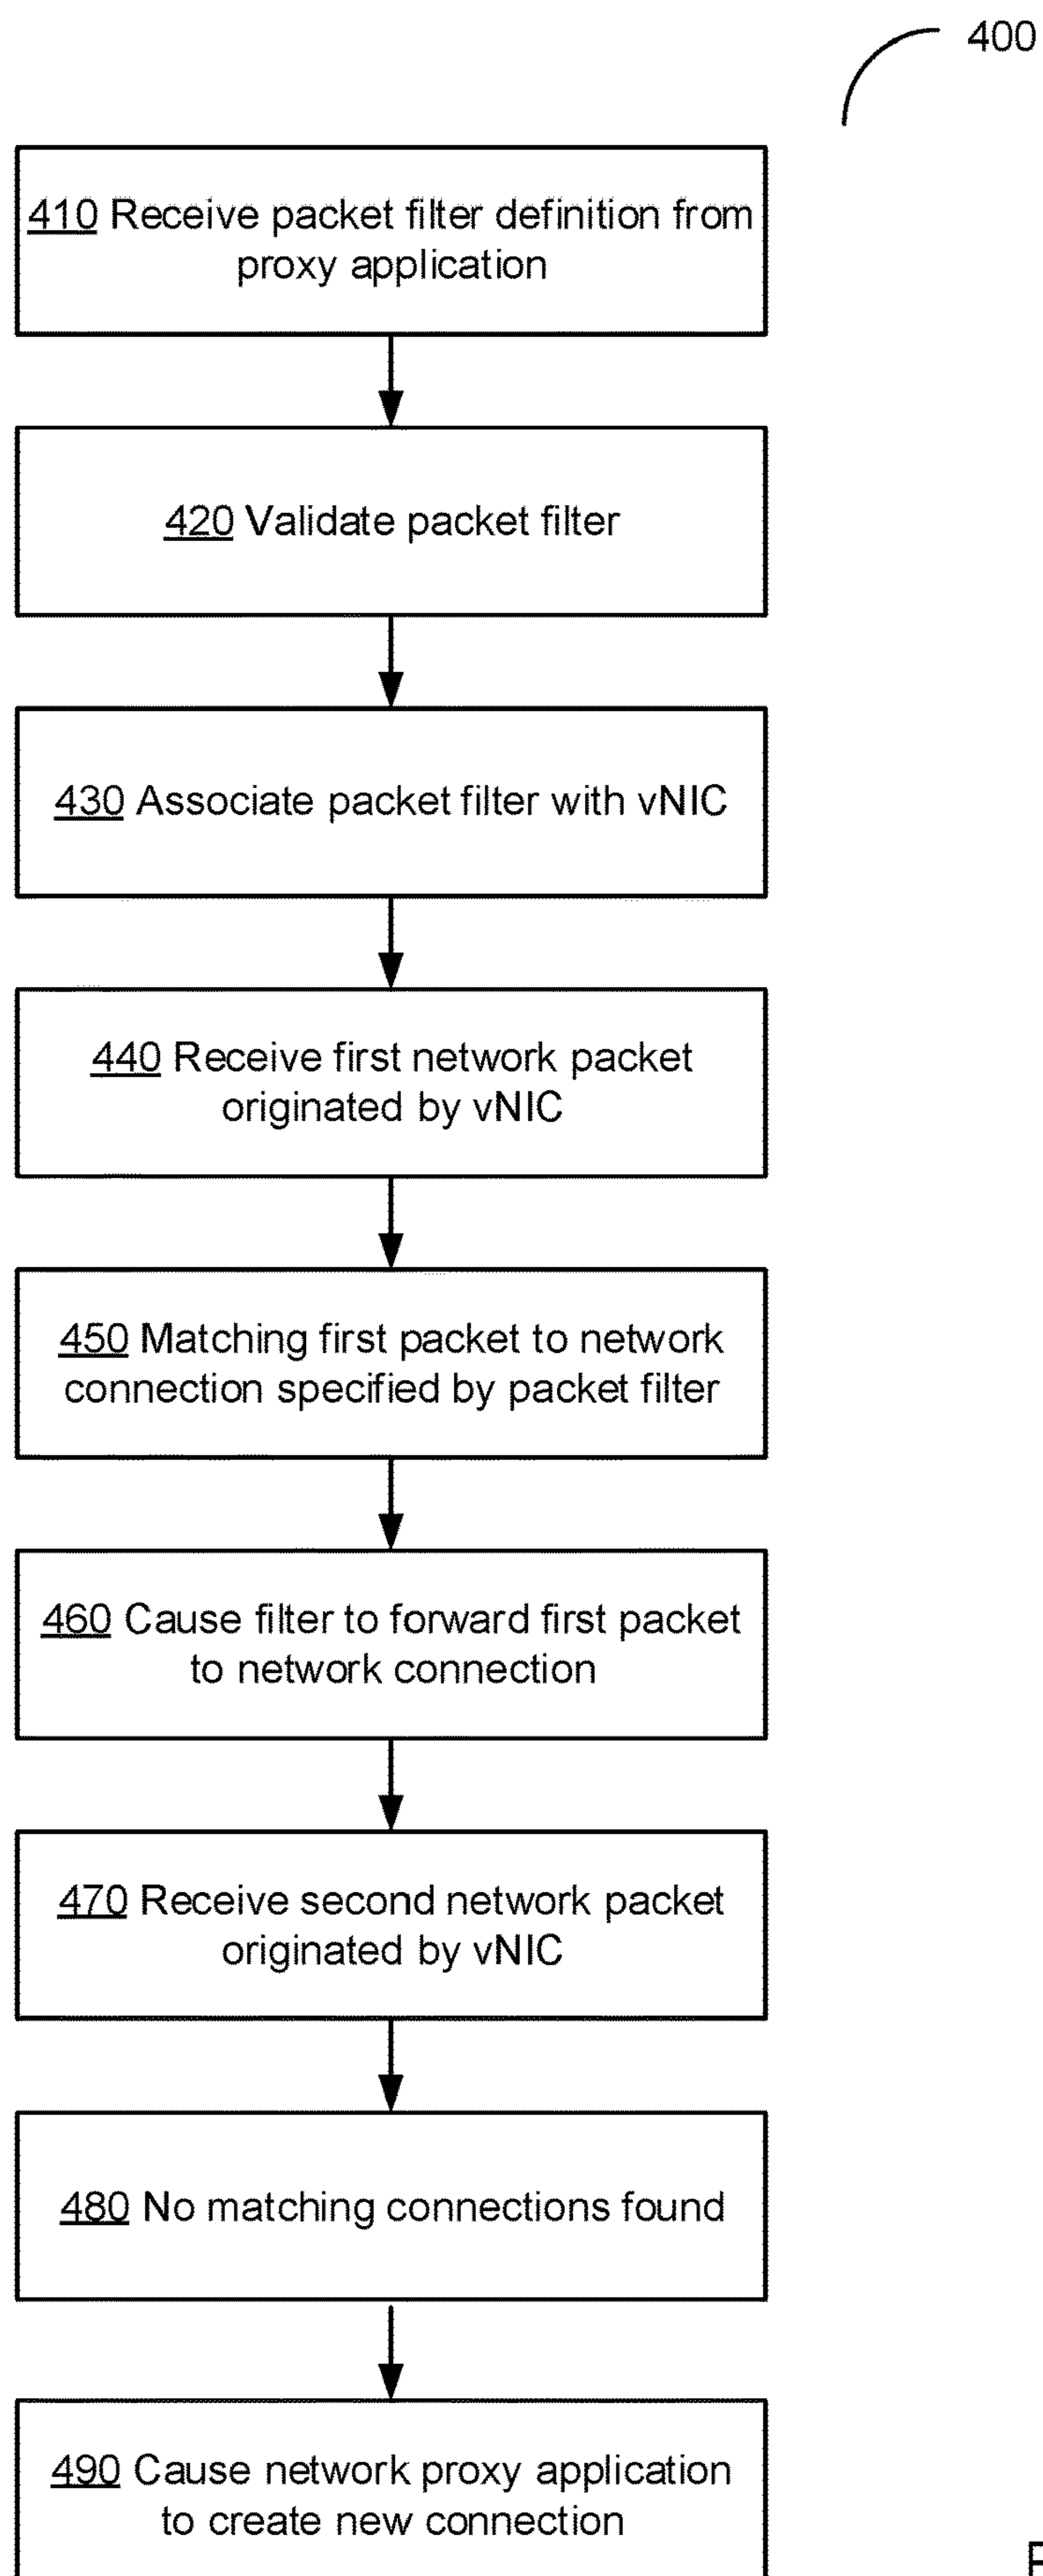 400
410 Receive packet filter definition from
proxy application
420 Validate packet filter
430 Associate packet filter with vNIC
440 Receive first network packet
originated by vNIC
450 Matching first packet to network
connection specified by packet filter
460 Cause filter to forward first packet
to network connection
470 Receive second network packet
originated by vNIC
480 No matching connections found
490 Cause network proxy application
to create new connection